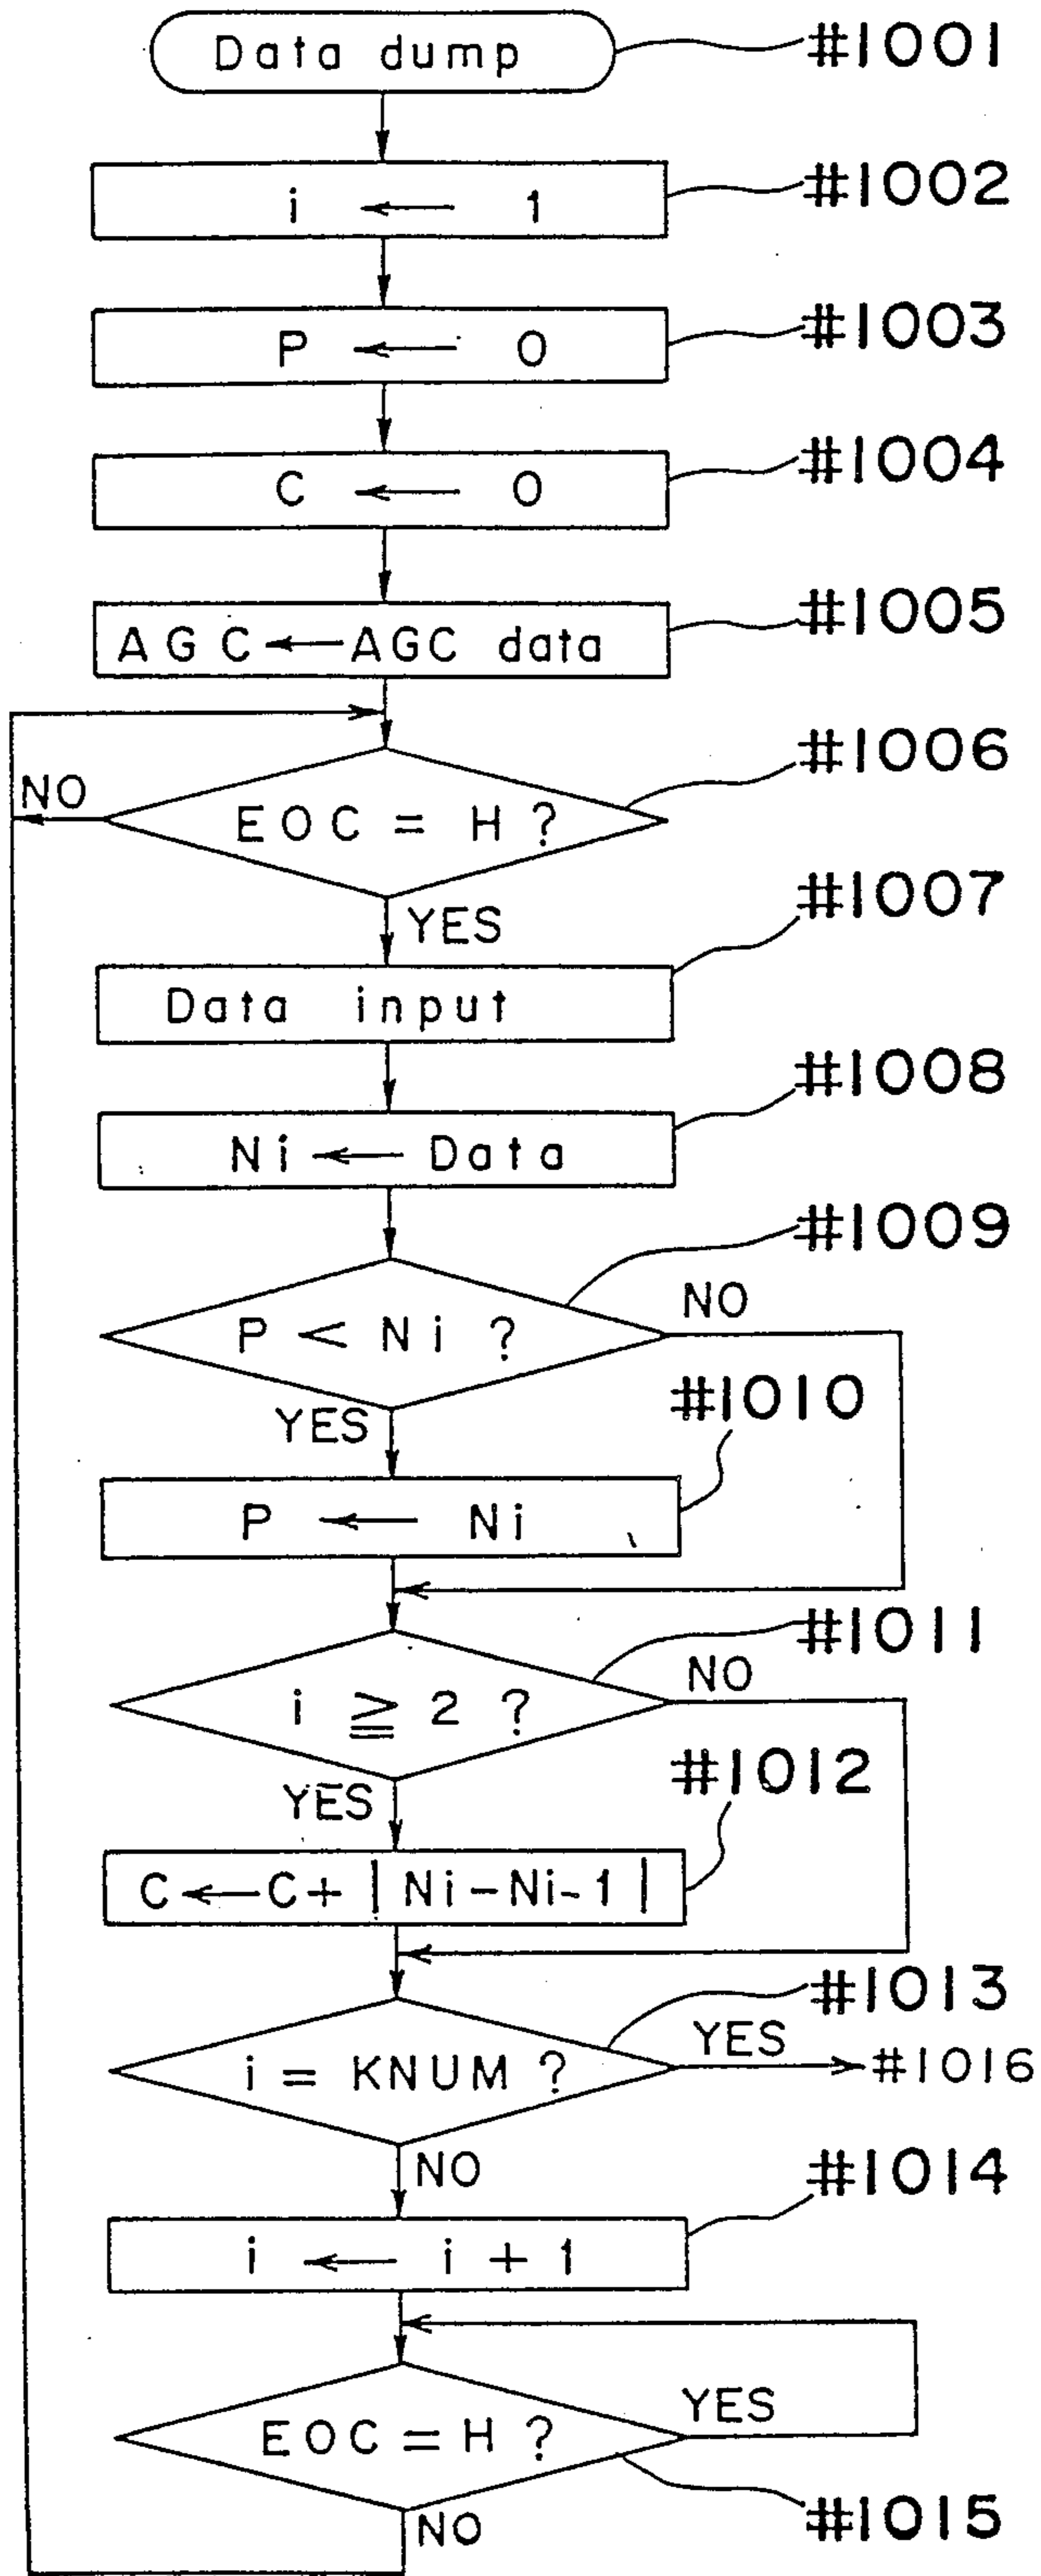 Data dump
#1001
i ← 1
#1002
P ← 0
#1003
C ← 0
#1004
AGC ← AGC data
#1005
EOC = H ?
#1006
NO
YES
Data input
#1007
Ni ← Data
#1008
P < Ni ?
#1009
NO
YES
P ← Ni
#1010
i ≧ 2 ?
#1011
NO
YES
C ← C + | Ni - Ni-1 |
#1012
i = KNUM ?
#1013
YES
#1016
NO
i ← i + 1
#1014
EOC = H ?
YES
#1015
NO